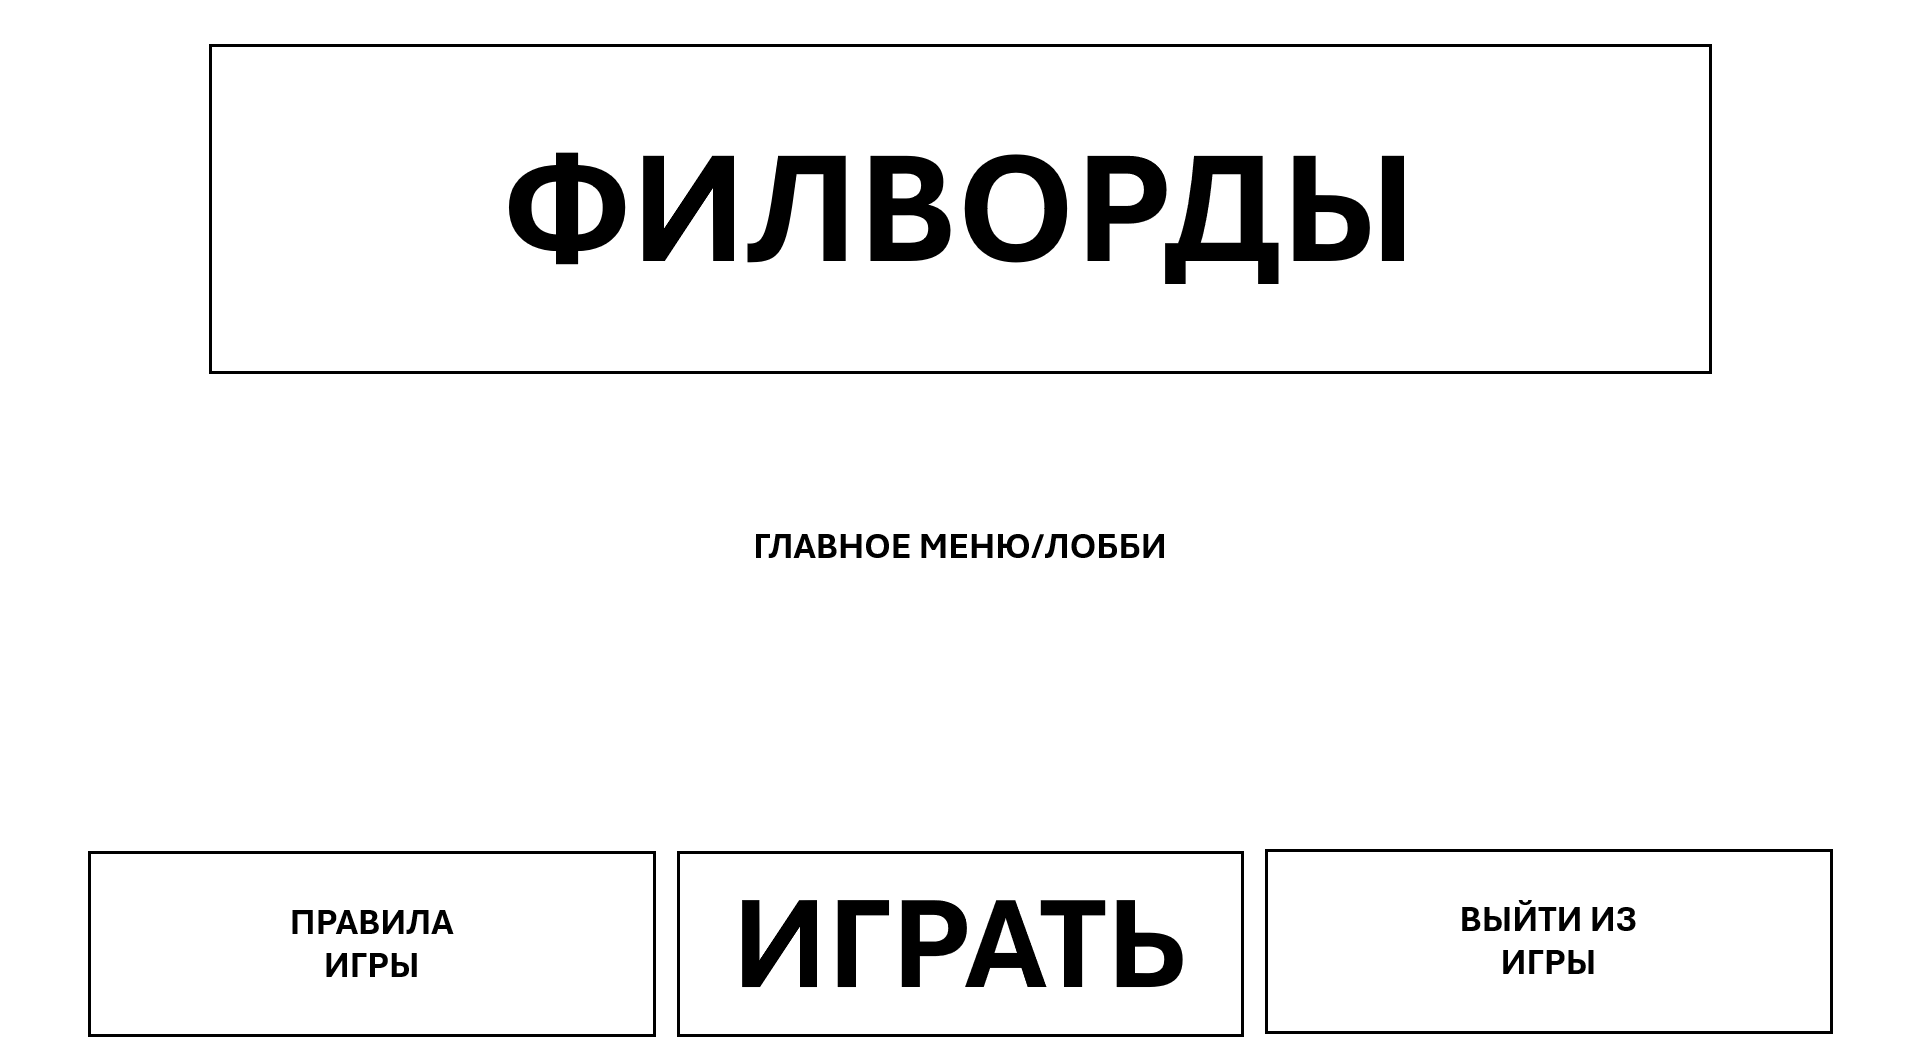 ФИЛВОРДЫ
ГЛАВНОЕ МЕНЮ/ЛОББИ
ПРАВИЛА
ИГРЫ
ИГРАТЬ
ВЫЙТИ ИЗ
ИГРЫ